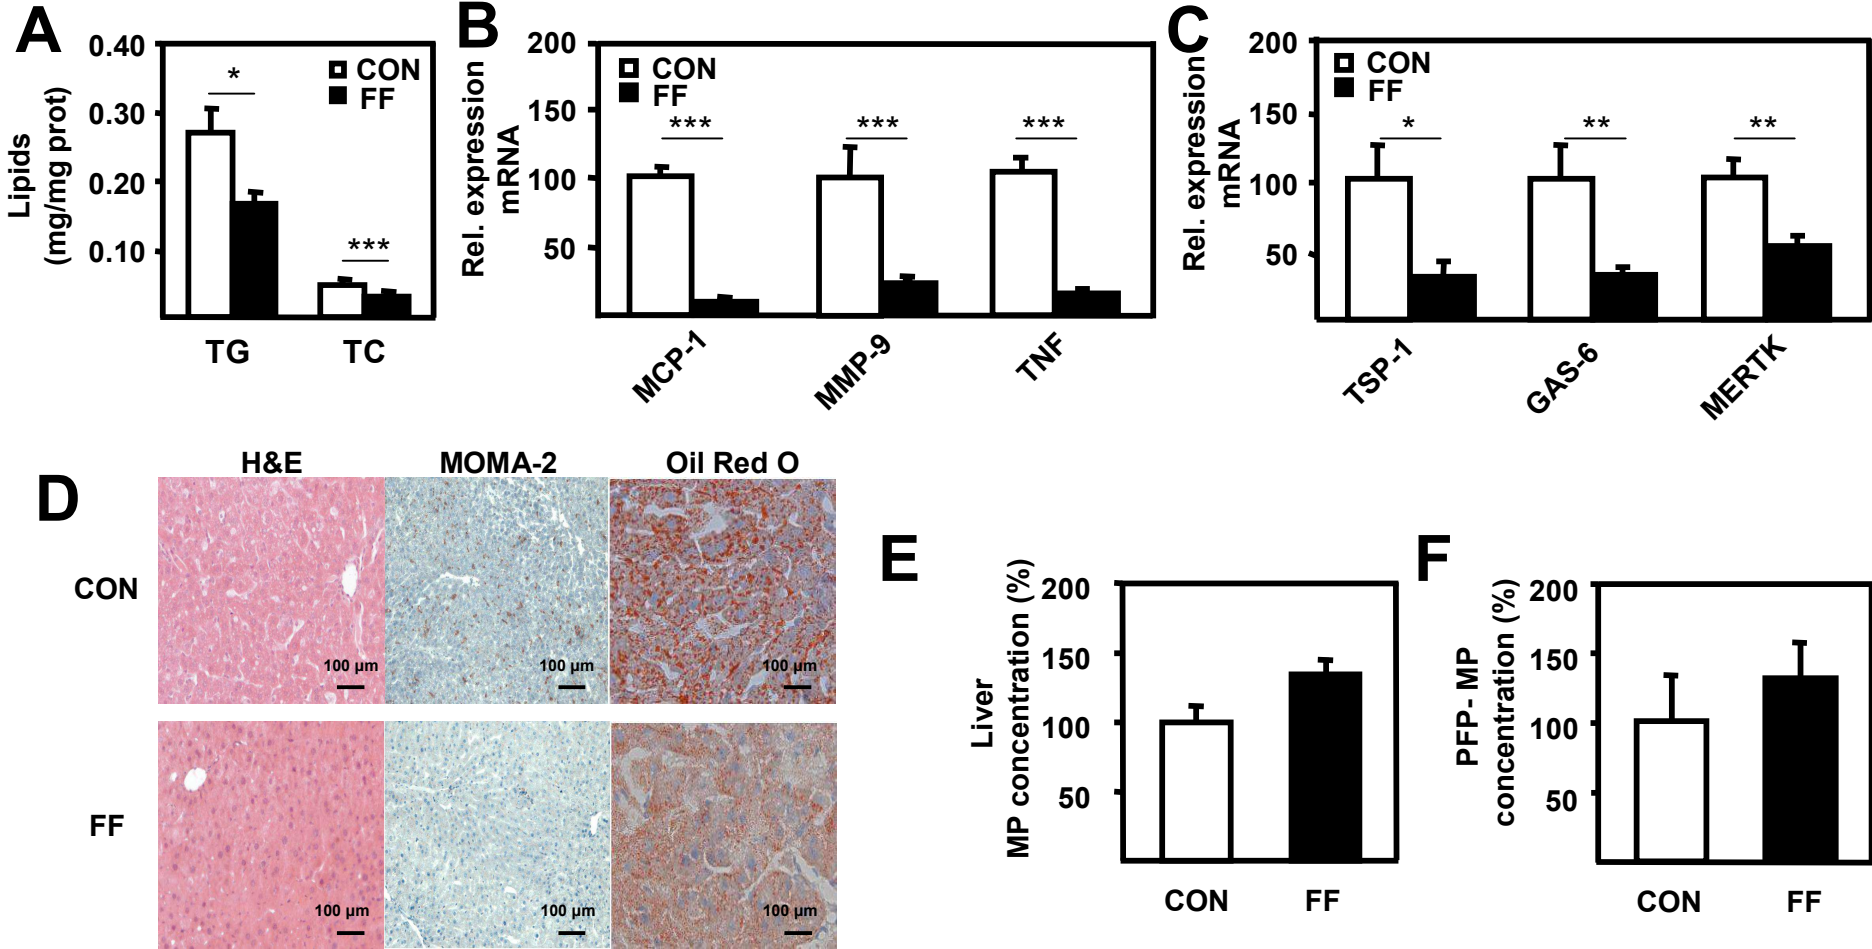 A
0.40
0.30
0.20
0.10
Lipids
(mg/mg prot)
CON
FF
*
***
TG
TC
B
200
150
100
50
Rel. expression
mRNA
CON
FF
***
***
***
MCP-1
MMP-9
TNF
C
200
150
100
50
Rel. expression
mRNA
CON
FF
*
**
**
TSP-1
GAS-6
MERTK
D
H&E
MOMA-2
Oil Red O
CON
100 µm
100 µm
100 µm
FF
100 µm
100 µm
100 µm
E
Liver
MP concentration (%)
200
150
100
50
CON
FF
F
PFP- MP
concentration (%)
200
150
100
50
CON
FF